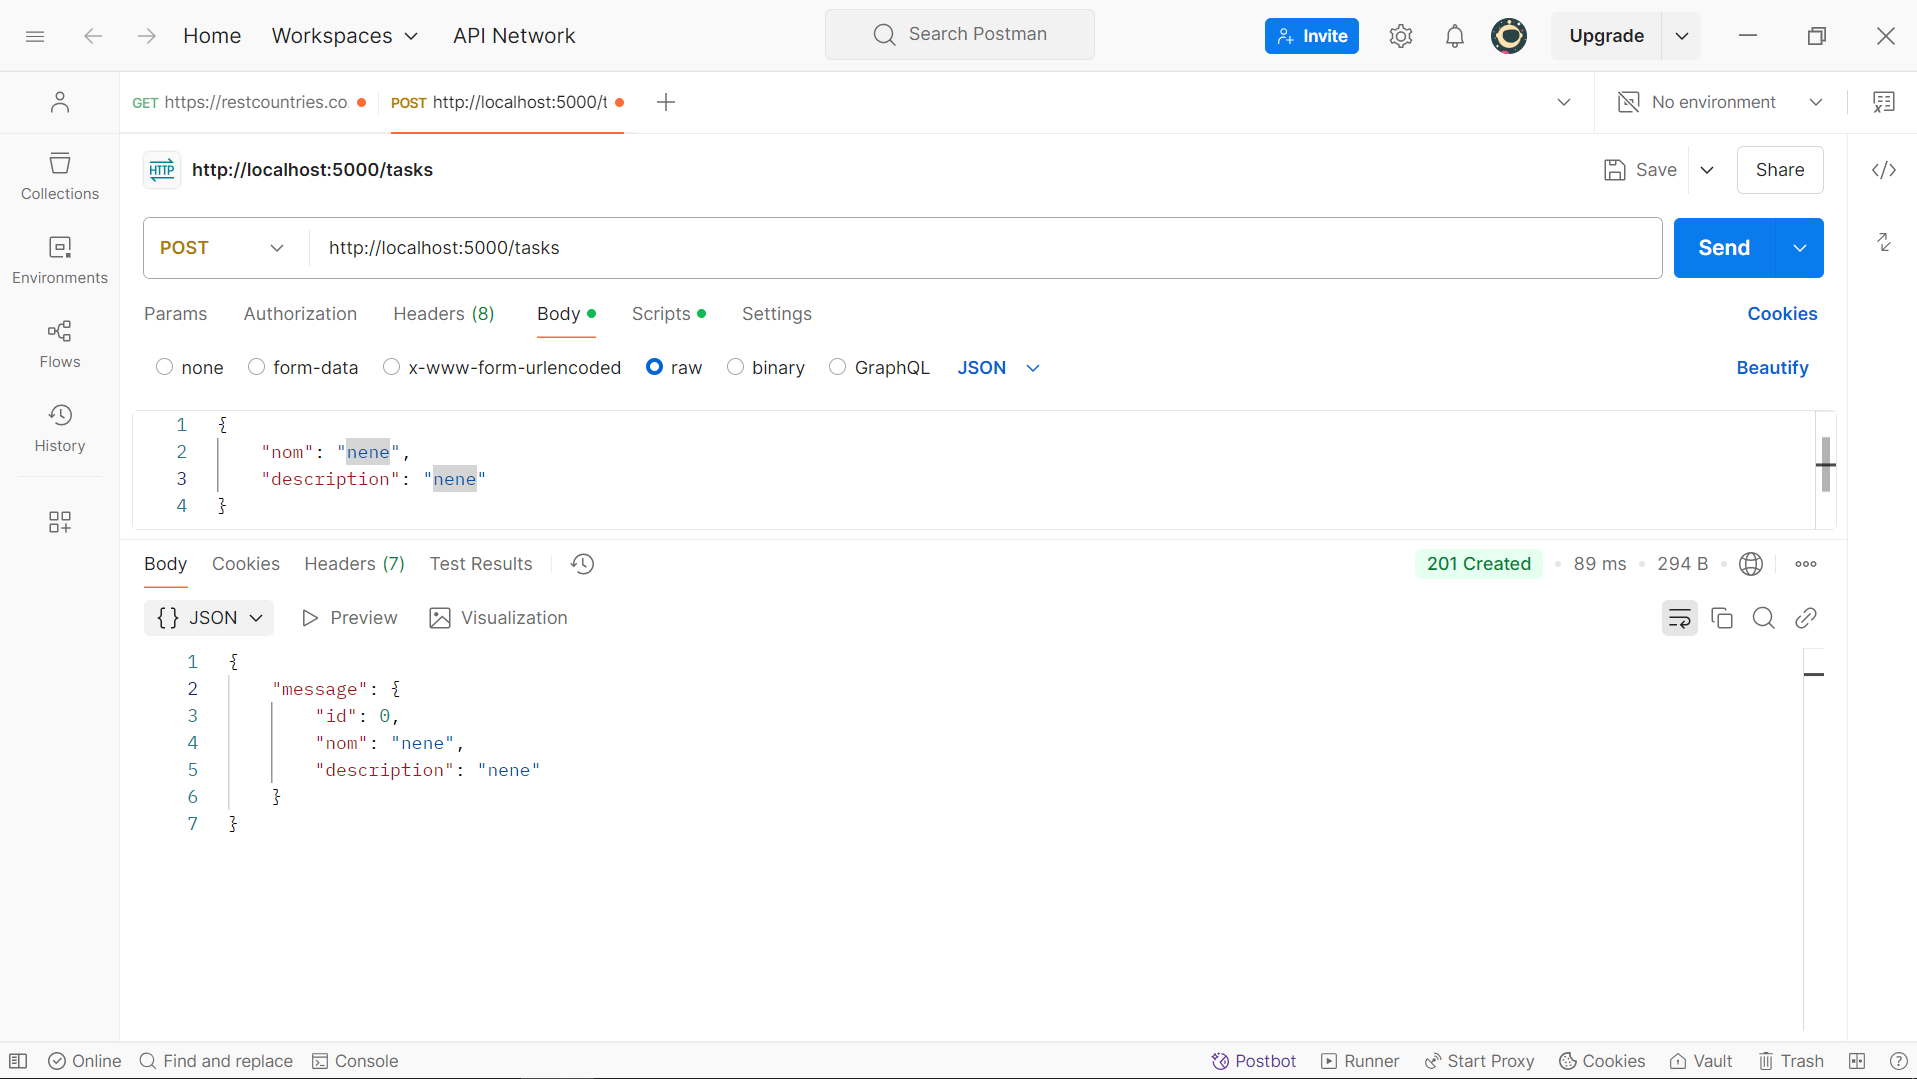 Home Workspaces API Network Search Postman Invite Upgrade
GET https://restcountries.co POST http://localhost:5000/t No environment
HTTP http://localhost:5000/tasks Save Share
Collections
POST http://localhost:5000/tasks Send
Environments
Params Authorization Headers (8) Body Scripts Settings Cookies
Flows
none form-data x-www-form-urlencoded raw binary GraphQL JSON Beautify
History
1 {
2 "nom": "nene",
3 "description": "nene"
4 }
Body Cookies Headers (7) Test Results 201 Created 89 ms 294 B
{} JSON Preview Visualization
1 {
2 "message": {
3 "id": 0,
4 "nom": "nene",
5 "description": "nene"
6 }
7 }
Online Find and replace Console Postbot Runner Start Proxy Cookies Vault Trash